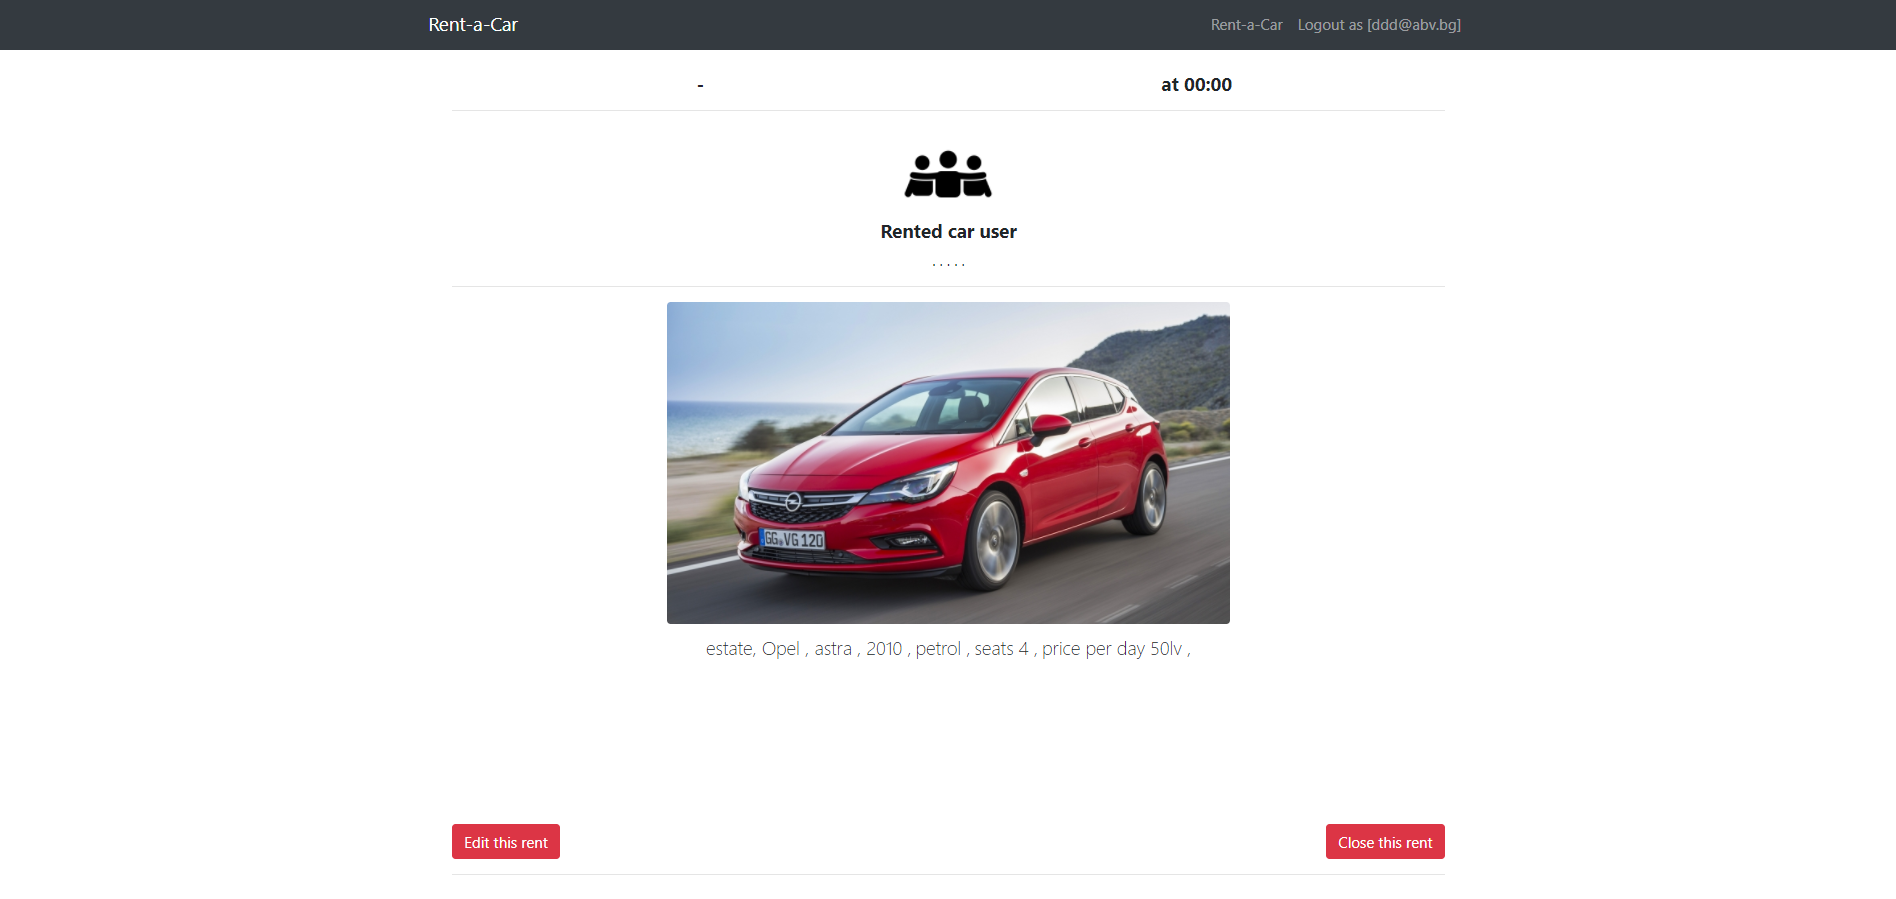 Rent-a-Car
Rent-a-Car Logout as [ddd@abv.bg]
- at 00:00
Rented car user
. . . . .
GG VG 120
estate, Opel , astra , 2010 , petrol , seats 4 , price per day 50lv ,
Edit this rent Close this rent